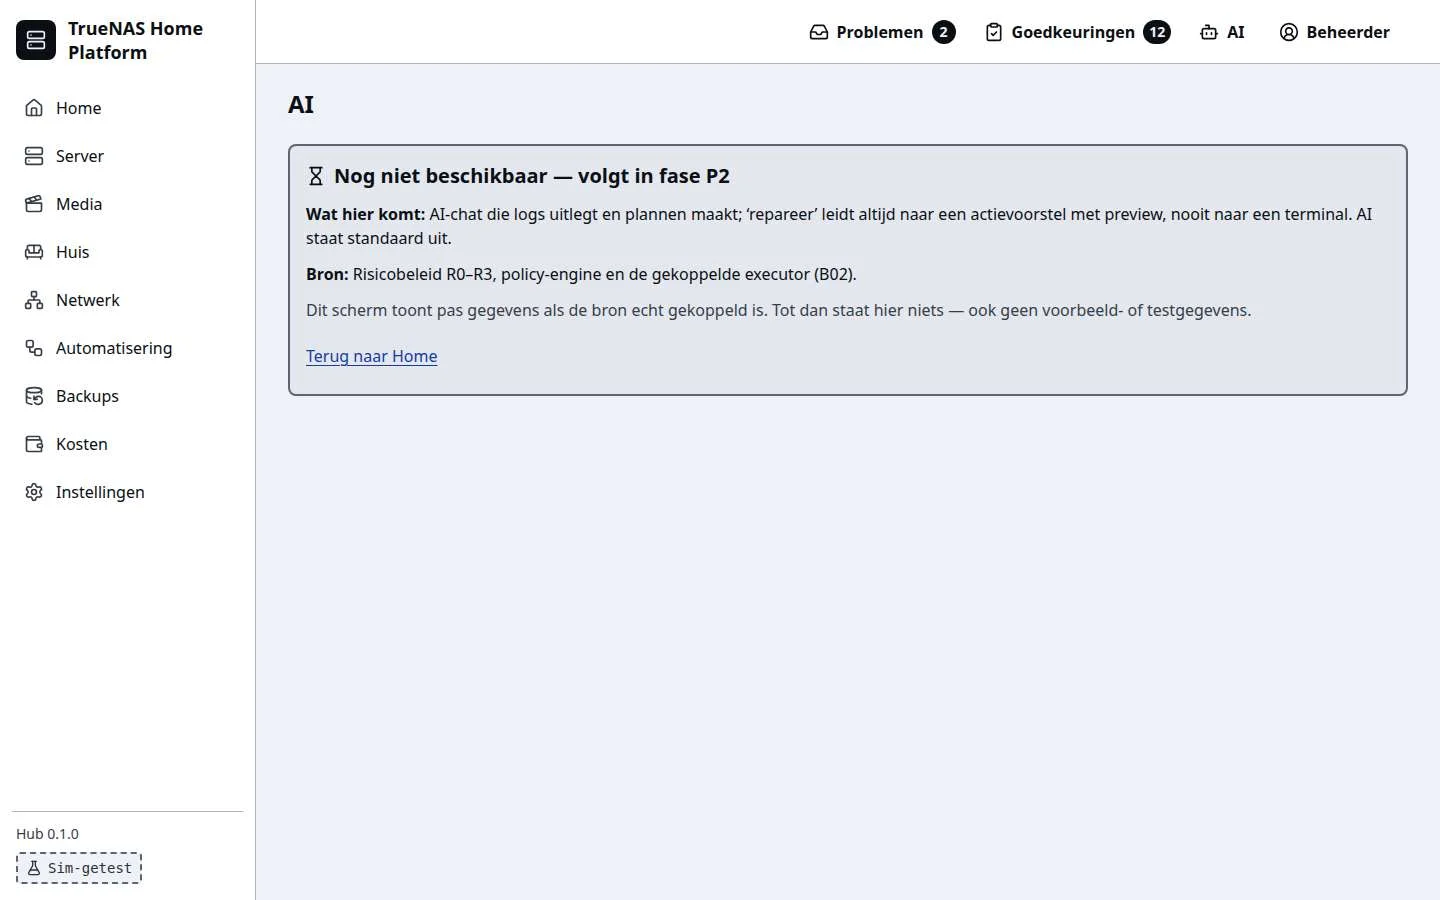 TrueNAS Home
Platform
Problemen 2
Goedkeuringen 12
AI
Beheerder
Home
Server
Media
Huis
Netwerk
Automatisering
Backups
Kosten
Instellingen
AI
Nog niet beschikbaar — volgt in fase P2
Wat hier komt: AI-chat die logs uitlegt en plannen maakt; ‘repareer’ leidt altijd naar een actievoorstel met preview, nooit naar een terminal. AI
staat standaard uit.
Bron: Risicobeleid R0–R3, policy-engine en de gekoppelde executor (B02).
Dit scherm toont pas gegevens als de bron echt gekoppeld is. Tot dan staat hier niets — ook geen voorbeeld- of testgegevens.
Terug naar Home
Hub 0.1.0
Sim-getest